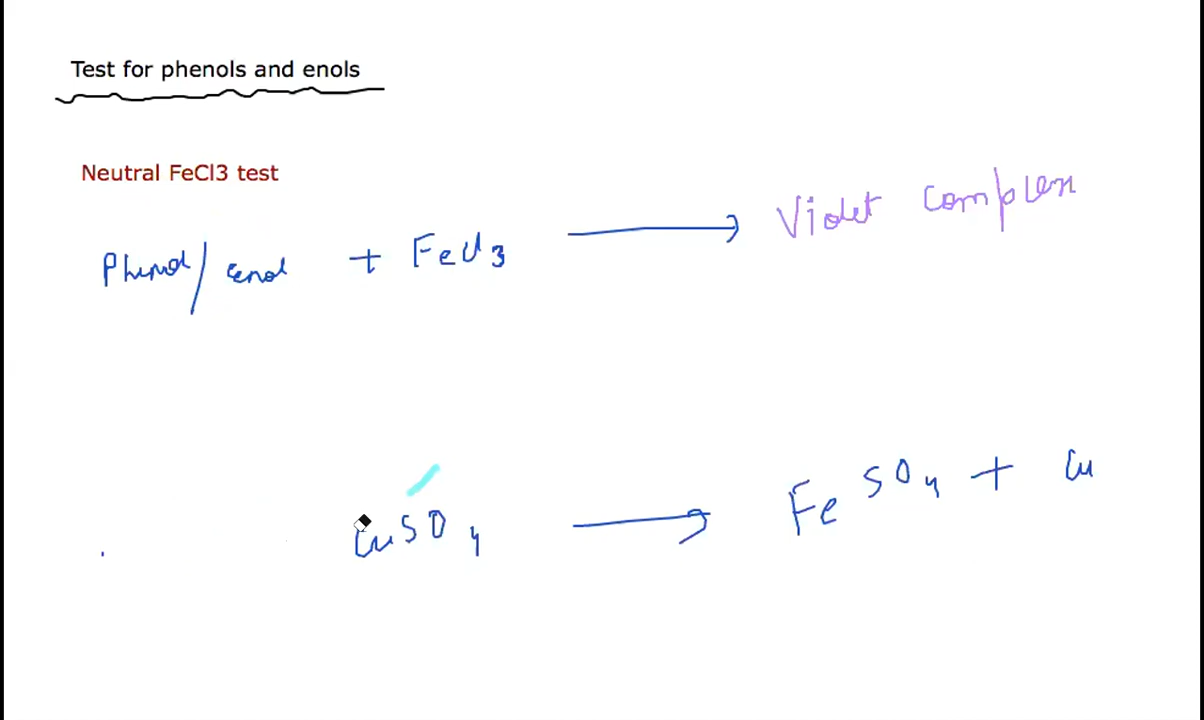 Test for phenols and enols
Neutral FeCl3 test
Phenol/ enol + FeCl3 → Violet complex
CuSO4 → FeSO4 + Cu